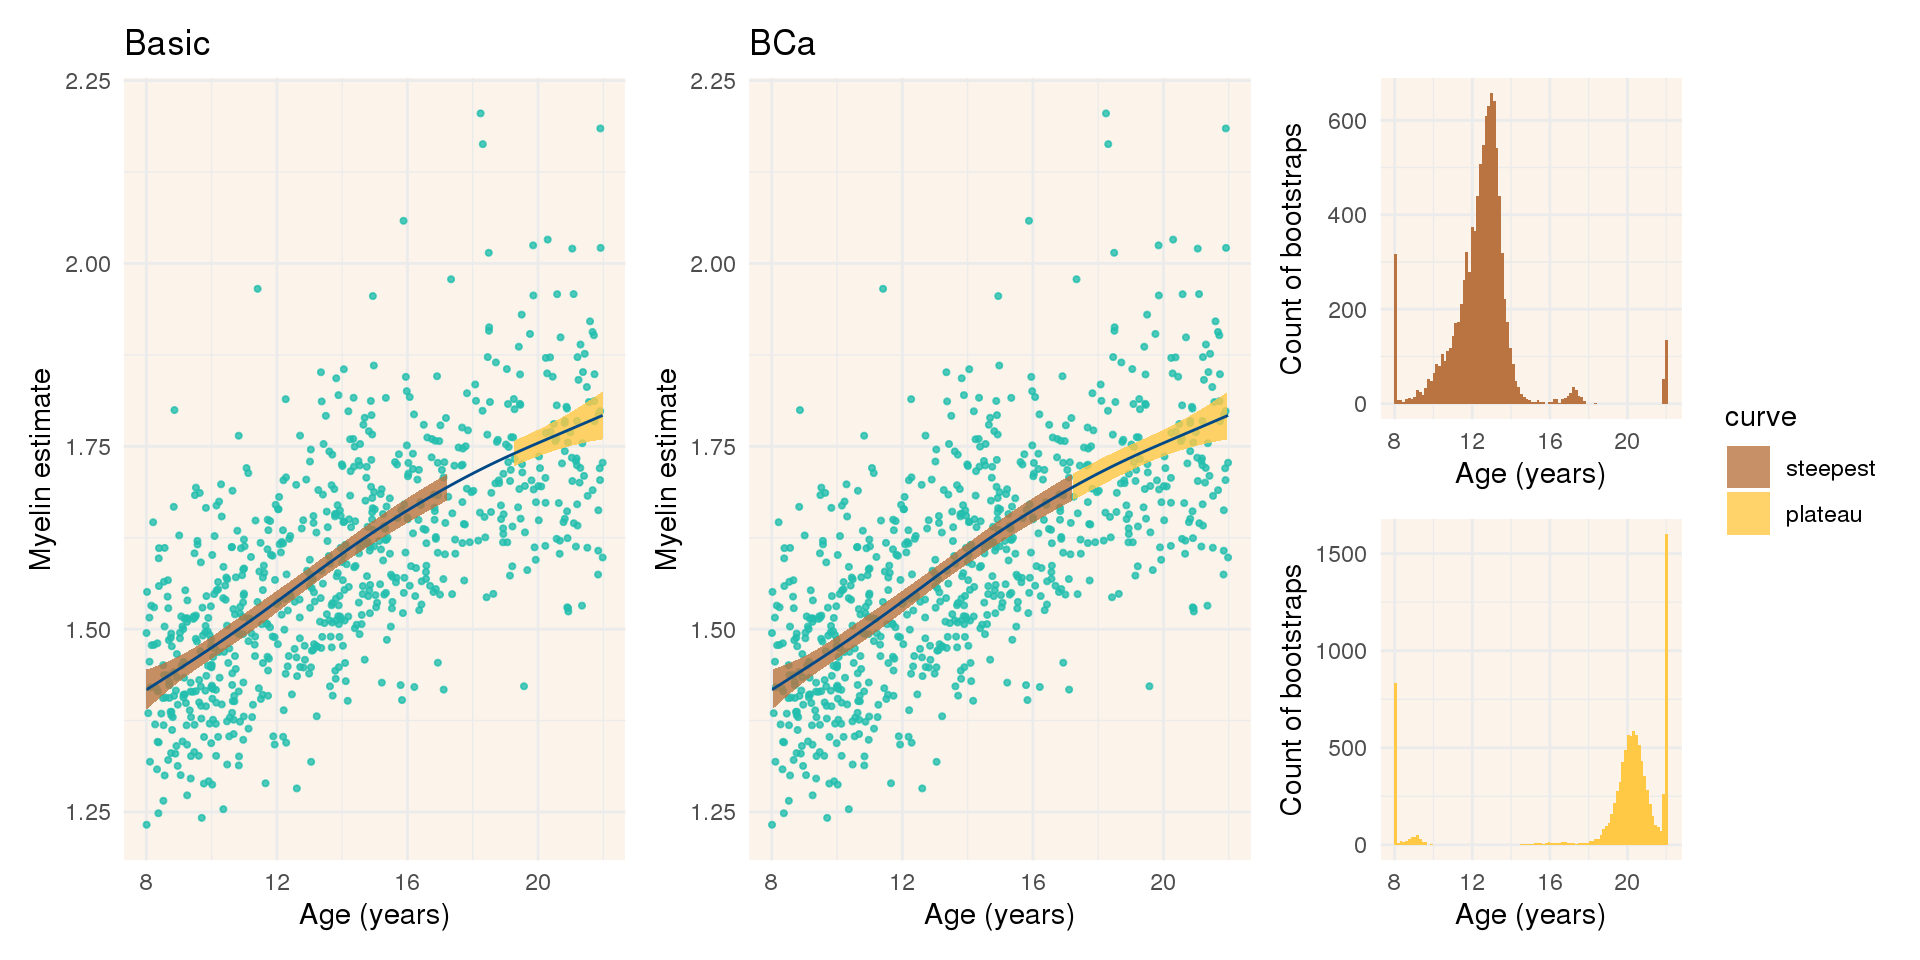 Basic
2.25
2.00
1.75
1.50
1.25
Myelin estimate
8 12 16 20
Age (years)
BCa
2.25
2.00
1.75
1.50
1.25
Myelin estimate
8 12 16 20
Age (years)
600
400
200
0
Count of bootstraps
8 12 16 20
Age (years)
1500
1000
500
0
Count of bootstraps
8 12 16 20
Age (years)
curve
steepest
plateau